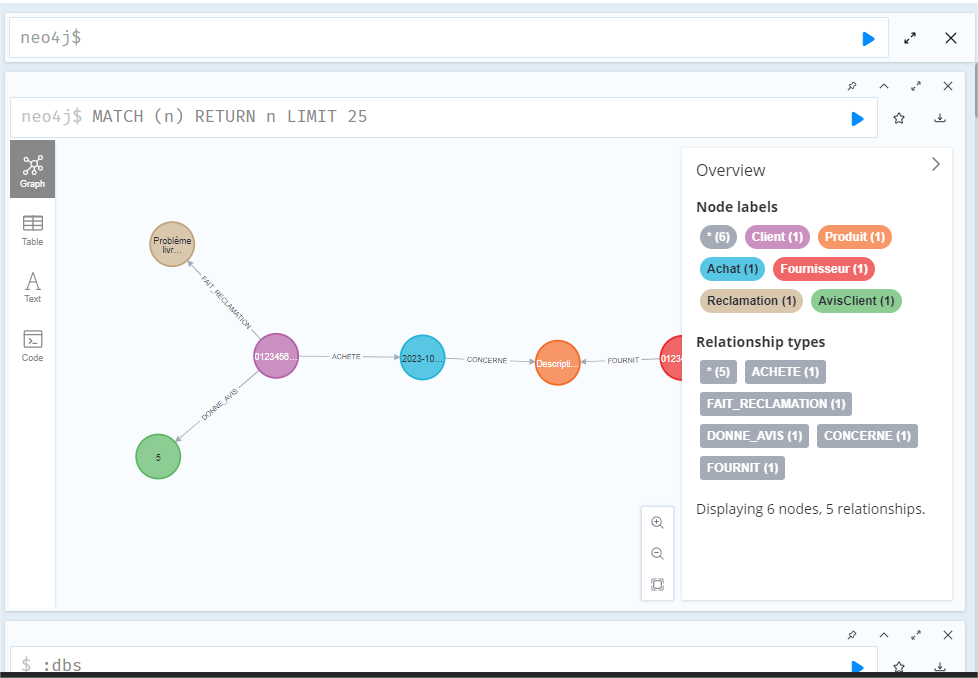 neo4j$
neo4j$ MATCH (n) RETURN n LIMIT 25
Graph
Table
Text
Code
Problème
livr...
FAIT_RECLAMATION
0123456...
ACHETE
2023-10...
CONCERNE
Descripti...
FOURNIT
0123
DONNE_AVIS
5
Overview
Node labels
* (6) Client (1) Produit (1)
Achat (1) Fournisseur (1)
Reclamation (1) AvisClient (1)
Relationship types
* (5) ACHETE (1)
FAIT_RECLAMATION (1)
DONNE_AVIS (1) CONCERNE (1)
FOURNIT (1)
Displaying 6 nodes, 5 relationships.
$ :dbs